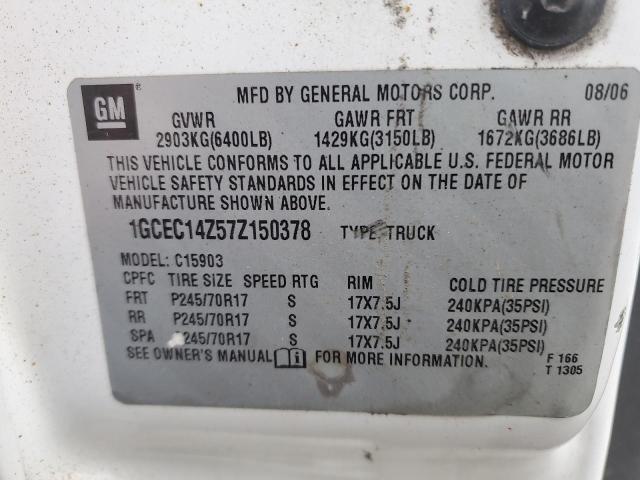 GM ® MFD BY GENERAL MOTORS CORP. 08/06
GVWR GAWR FRT GAWR RR
2903KG(6400LB) 1429KG(3150LB) 1672KG(3686LB)
THIS VEHICLE CONFORMS TO ALL APPLICABLE U.S. FEDERAL MOTOR
VEHICLE SAFETY STANDARDS IN EFFECT ON THE DATE OF
MANUFACTURE SHOWN ABOVE.
1GCEC14Z57Z150378 TYPE: TRUCK
MODEL: C15903
CPFC TIRE SIZE SPEED RTG RIM COLD TIRE PRESSURE
FRT P245/70R17 S 17X7.5J 240KPA(35PSI)
RR P245/70R17 S 17X7.5J 240KPA(35PSI)
SPA P245/70R17 S 17X7.5J 240KPA(35PSI)
SEE OWNER'S MANUAL FOR MORE INFORMATION. F 166
T 1305